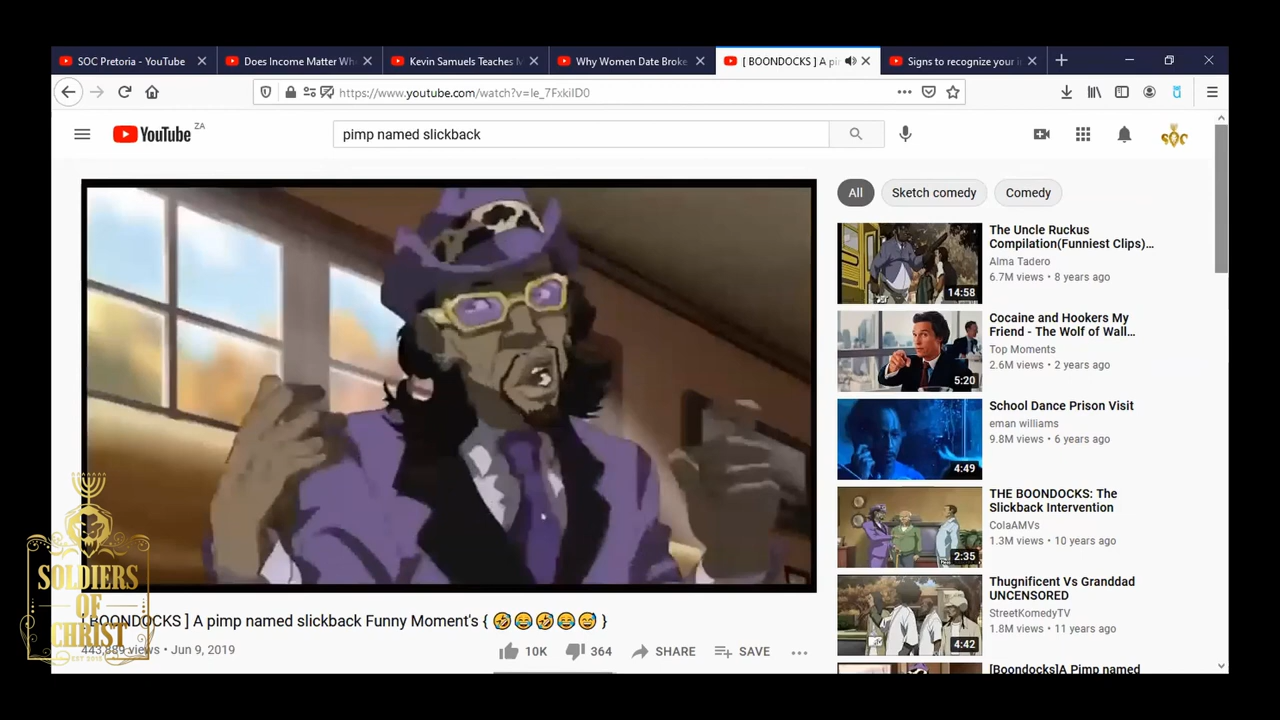 SOC Pretoria - YouTube
Does Income Matter Wh
Kevin Samuels Teaches M
Why Women Date Broke
[ BOONDOCKS ] A pi
Signs to recognize your i
https://www.youtube.com/watch?v=Ie_7FxkiID0
YouTube ZA
pimp named slickback
SOC
All
Sketch comedy
Comedy
The Uncle Ruckus
Compilation(Funniest Clips)...
Alma Tadero
6.7M views • 8 years ago
14:58
Cocaine and Hookers My
Friend - The Wolf of Wall...
Top Moments
2.6M views • 2 years ago
5:20
School Dance Prison Visit
eman williams
9.8M views • 6 years ago
4:49
THE BOONDOCKS: The
Slickback Intervention
ColaAMVs
1.3M views • 10 years ago
2:35
Thugnificent Vs Granddad
UNCENSORED
StreetKomedyTV
1.8M views • 11 years ago
4:42
[Boondocks]A Pimp named
SOLDIERS
OF
CHRIST
[ BOONDOCKS ] A pimp named slickback Funny Moment's { 🤣😂🤣😂😅 }
443,889 views • Jun 9, 2019
10K
364
SHARE
SAVE